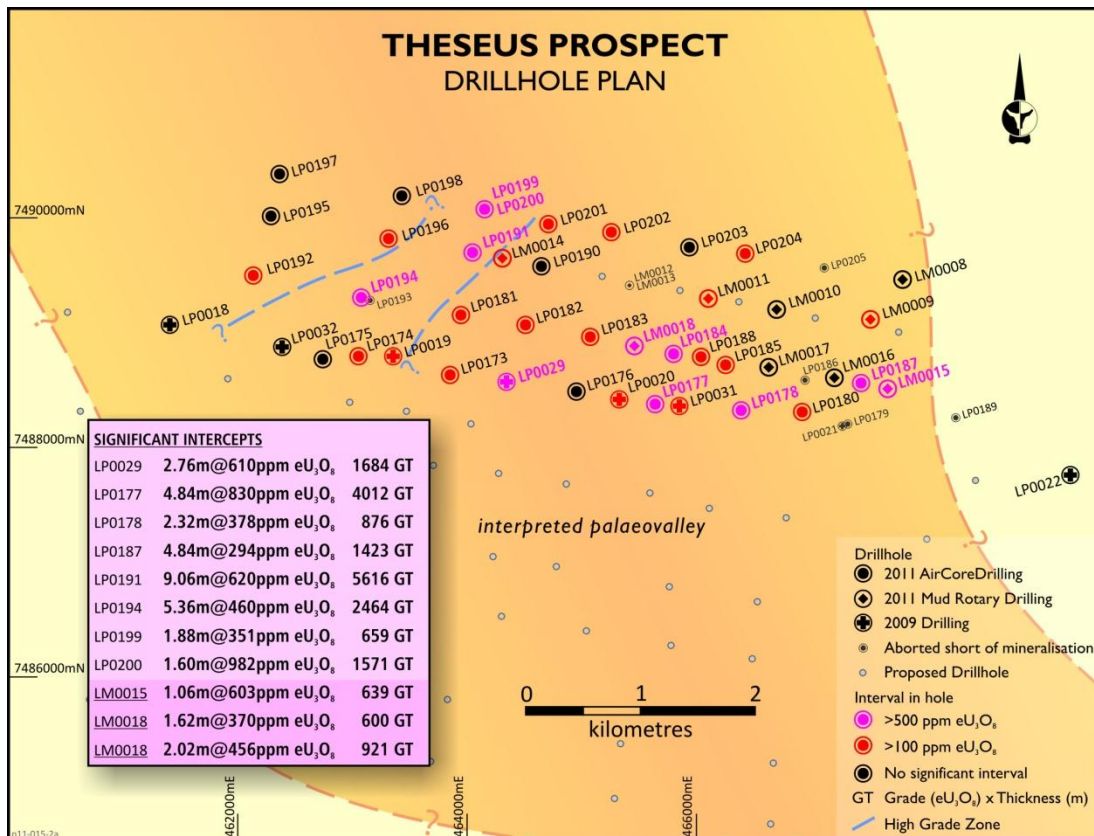 THESEUS PROSPECT
DRILLHOLE PLAN
LP0197
LP0198
LP0199
LP0200
LP0195
7490000mN
LP0196
LP0191
LP0201
LP0202
LM0014
LP0190
LP0203
LP0204
LP0192
LP0194
LP0193
LM0012
LM0013
LP0205
LM0008
LM0011
LM0010
LM0009
LP0018
?
?
?
?
LP0181
LP0182
LP0183
LP0032
LP0175
LP0174
LP0019
?
LM0018
LP0184
LP0188
LP0185
LM0017
LM0016
LP0186
LP0187
LM0015
LP0173
LP0029
LP0176
LP0020
LP0177
LP0031
LP0178
LP0180
LP0021
LP0179
LP0189
7488000mN
LP0022
?
SIGNIFICANT INTERCEPTS
LP0029 2.76m@610ppm eU₃O₈ 1684 GT
LP0177 4.84m@830ppm eU₃O₈ 4012 GT
LP0178 2.32m@378ppm eU₃O₈ 876 GT
LP0187 4.84m@294ppm eU₃O₈ 1423 GT
LP0191 9.06m@620ppm eU₃O₈ 5616 GT
LP0194 5.36m@460ppm eU₃O₈ 2464 GT
LP0199 1.88m@351ppm eU₃O₈ 659 GT
LP0200 1.60m@982ppm eU₃O₈ 1571 GT
LM0015 1.06m@603ppm eU₃O₈ 639 GT
LM0018 1.62m@370ppm eU₃O₈ 600 GT
LM0018 2.02m@456ppm eU₃O₈ 921 GT
interpreted palaeovalley
7486000mN
0 1 2
kilometres
Drillhole
2011 AirCoreDrilling
2011 Mud Rotary Drilling
2009 Drilling
Aborted short of mineralisation
Proposed Drillhole
Interval in hole
>500 ppm eU₃O₈
>100 ppm eU₃O₈
No significant interval
GT Grade (eU₃O₈) x Thickness (m)
High Grade Zone
?
?
462000mE
464000mE
466000mE
p11-015-2a